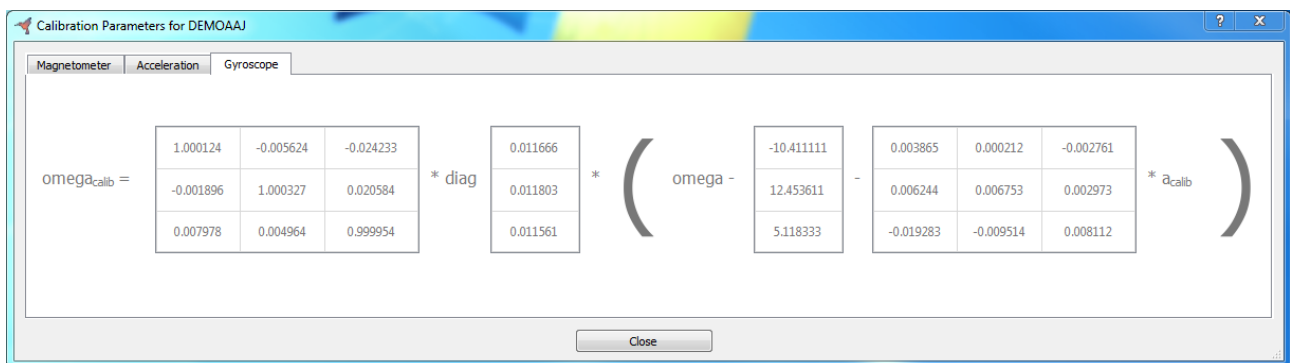 Calibration Parameters for DEMOAAJ
? X
Magnetometer Acceleration Gyroscope
1.000124 -0.005624 -0.024233 0.011666 -10.411111 0.003865 0.000212 -0.002761
omegacalib = -0.001896 1.000327 0.020584 * diag 0.011803 * ( omega - 12.453611 - 0.006244 0.006753 0.002973 * acalib )
0.007978 0.004964 0.999954 0.011561 5.118333 -0.019283 -0.009514 0.008112
Close